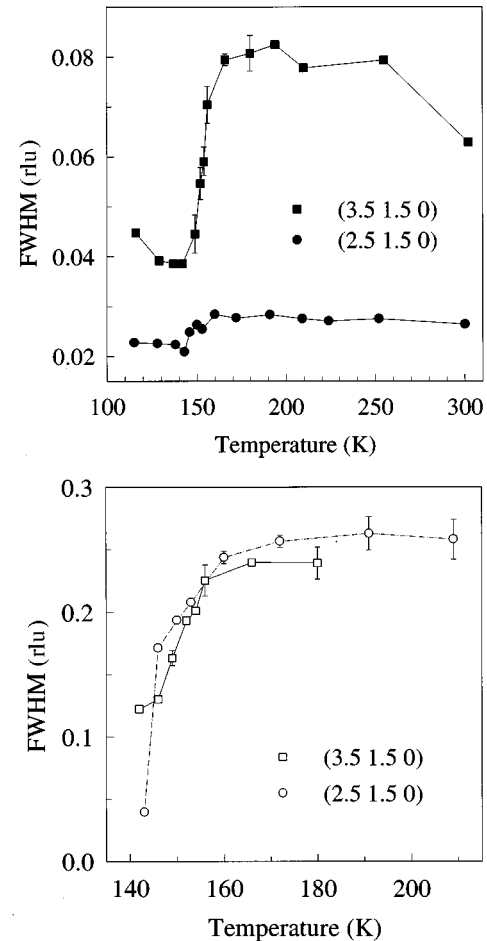 0.08
0.06
0.04
0.02
FWHM (rlu)
(3.5 1.5 0)
(2.5 1.5 0)
100 150 200 250 300
Temperature (K)
0.3
0.2
0.1
0.0
FWHM (rlu)
(3.5 1.5 0)
(2.5 1.5 0)
140 160 180 200
Temperature (K)